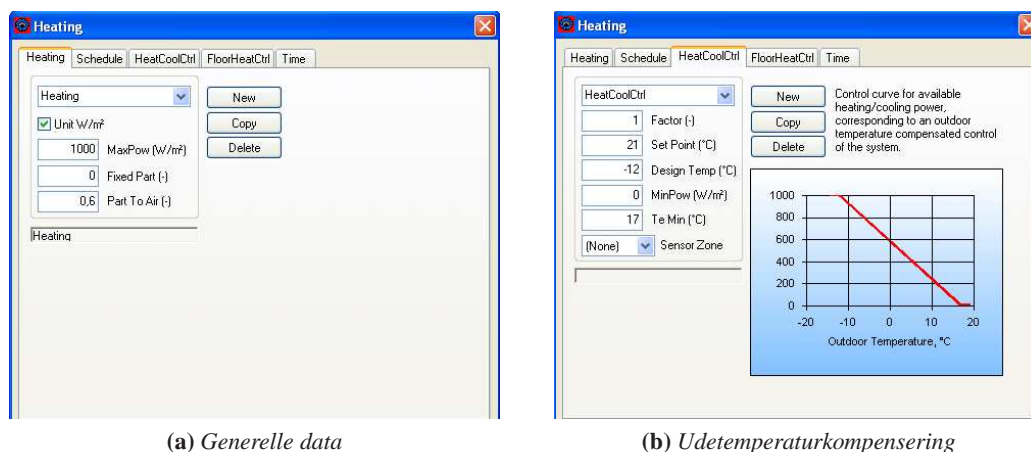 Heating
Heating Schedule HeatCoolCtrl FloorHeatCtrl Time
Heating
New
Unit W/m²
Copy
1000 MaxPow (W/m²)
Delete
0 Fixed Part (-)
0,6 Part To Air (-)
Heating
(a) Generelle data
Heating
Heating Schedule HeatCoolCtrl FloorHeatCtrl Time
HeatCoolCtrl
1 Factor (-)
21 Set Point (°C)
-12 Design Temp (°C)
0 MinPow (W/m²)
17 Te Min (°C)
(None) Sensor Zone
New
Copy
Delete
Control curve for available
heating/cooling power,
corresponding to an outdoor
temperature compensated control
of the system.
1000
800
600
400
200
0
-20 -10 0 10 20
Outdoor Temperature, °C
(b) Udetemperaturkompensering